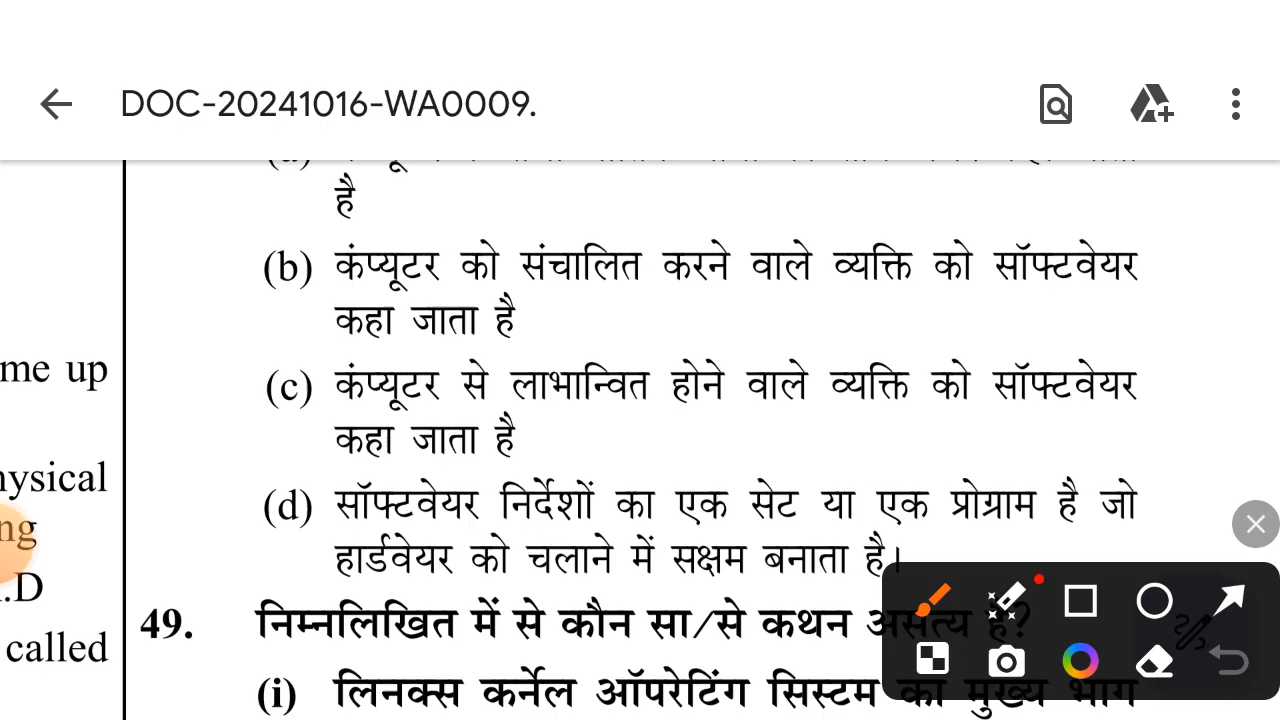 DOC-20241016-WA0009.
है
(b) कंप्यूटर को संचालित करने वाले व्यक्ति को सॉफ्टवेयर
कहा जाता है
me up
(c) कंप्यूटर से लाभान्वित होने वाले व्यक्ति को सॉफ्टवेयर
कहा जाता है
ysical
(d) सॉफ्टवेयर निर्देशों का एक सेट या एक प्रोग्राम है जो
ng
हार्डवेयर को चलाने में सक्षम बनाता है।
.D
49. निम्नलिखित में से कौन सा/से कथन असत्य है?
called
(i) लिनक्स कर्नेल ऑपरेटिंग सिस्टम का मुख्य भाग